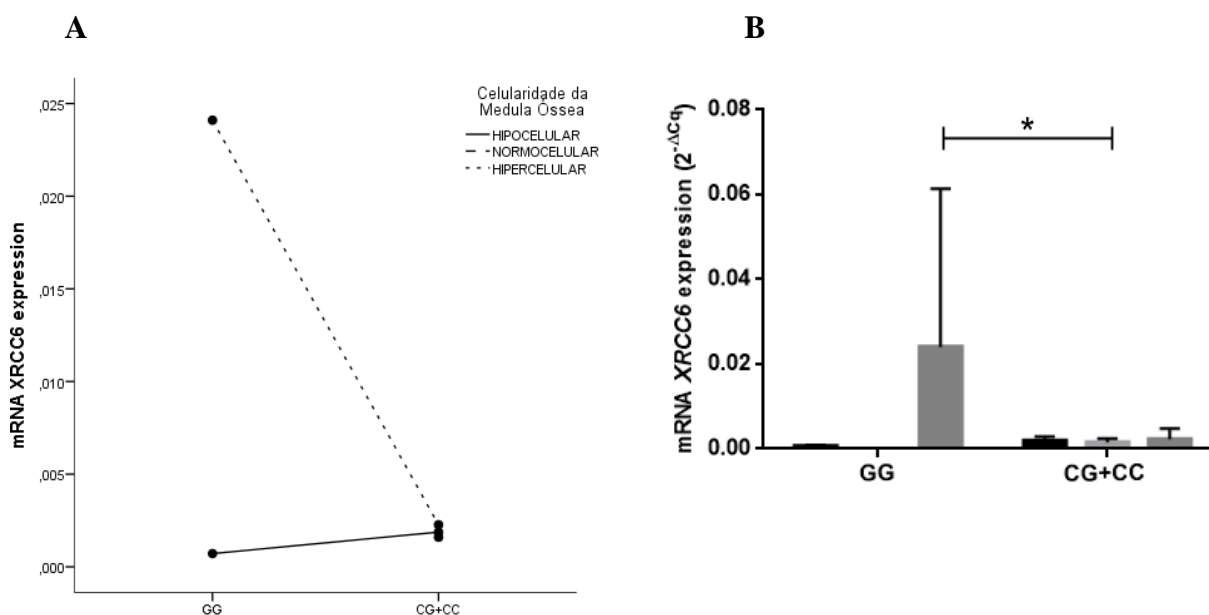 A
B
Celularidade da
Medula Óssea
HIPOCELULAR
NORMOCELULAR
HIPERCELULAR
,025
,020
,015
,010
,005
,000
mRNA XRCC6 expression
GG
CG+CC
*
0.08
0.06
0.04
0.02
0.00
mRNA XRCC6 expression (2^-ΔCq)
GG
CG+CC